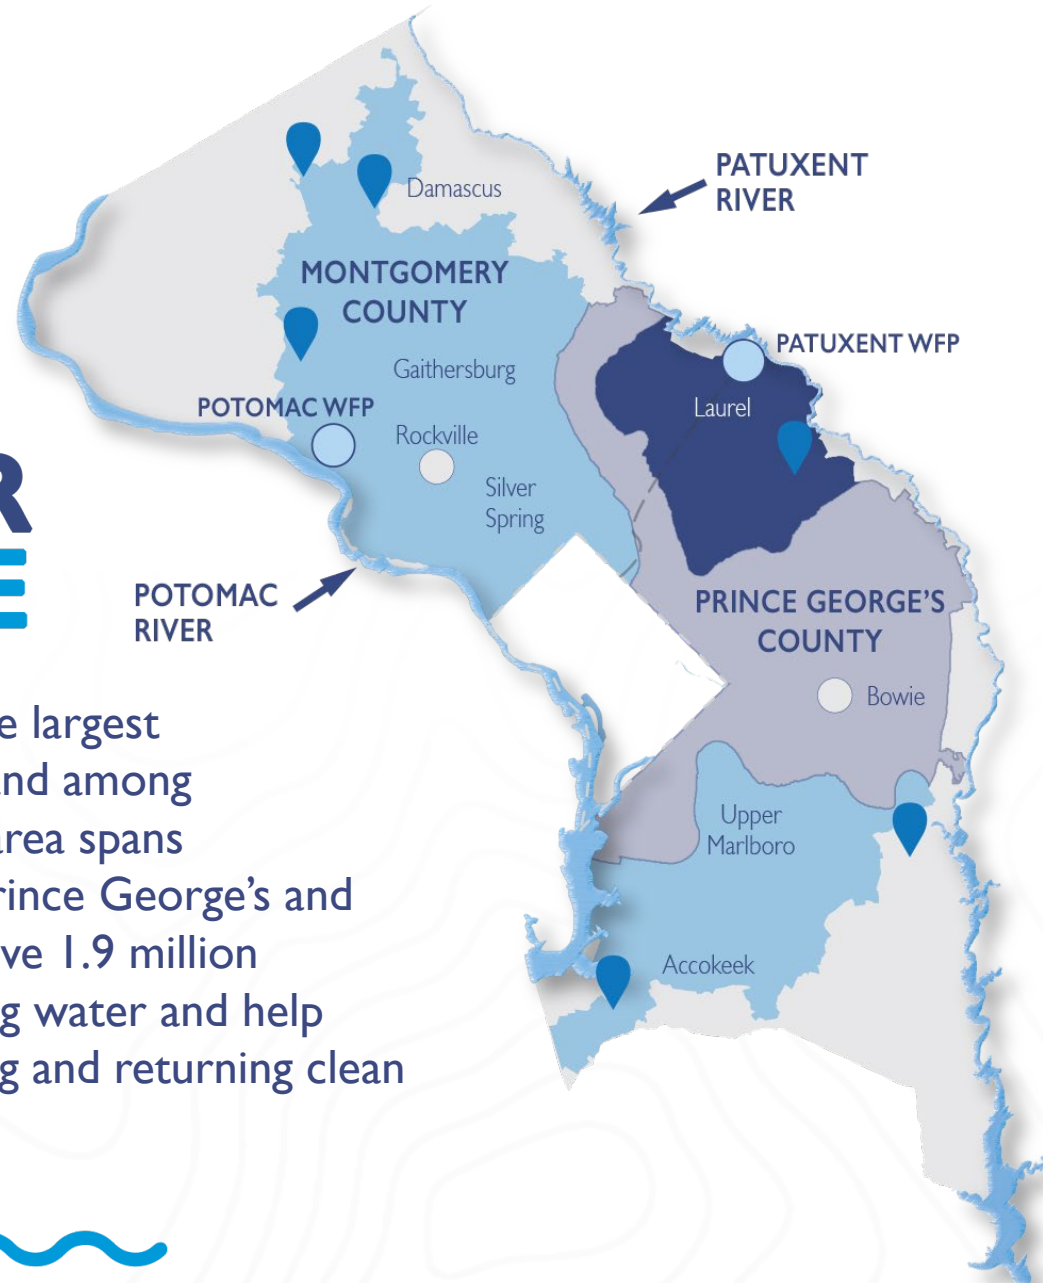 PATUXENT
RIVER
Damascus
MONTGOMERY
COUNTY
PATUXENT WFP
Gaithersburg
POTOMAC WFP
Laurel
Rockville
Silver
Spring
R
E
POTOMAC
RIVER
PRINCE GEORGE'S
COUNTY
Bowie
Upper
Marlboro
Accokeek
e largest
nd among
area spans
rince George's and
ve 1.9 million
g water and help
g and returning clean